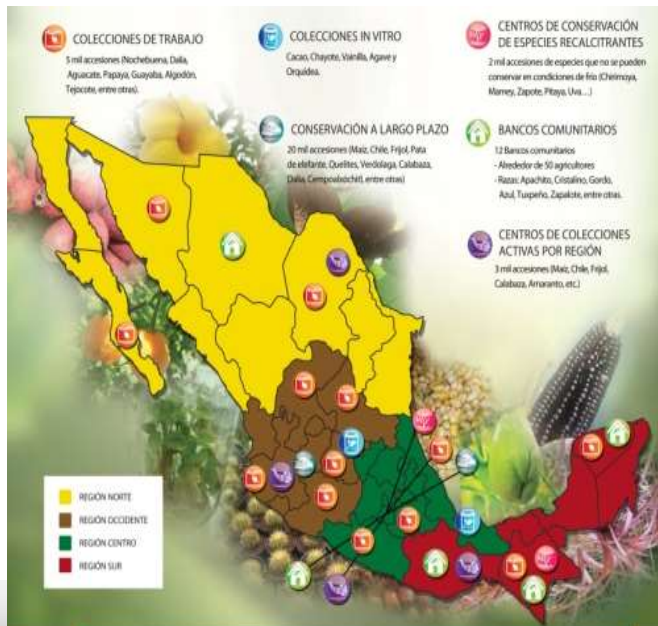 COLECCIONES DE TRABAJO
5 mil accesiones (Nochebuena, Dalia,
Aguacate, Papaya, Guayaba, Algodón,
Tejocote, entre otras).
COLECCIONES IN VITRO
Cacao, Chayote, Vainilla, Agave y
Orquídea.
CENTROS DE CONSERVACIÓN
DE ESPECIES RECALCITRANTES
2 mil accesiones de especies que no se pueden
conservar en condiciones de frío (Chirimoya,
Mamey, Zapote, Pitaya, Uva…)
CONSERVACIÓN A LARGO PLAZO
20 mil accesiones (Maíz, Chile, Frijol, Pata
de elefante, Quelites, Verdolaga, Calabaza,
Dalia, Cempoalxóchitl, entre otras)
BANCOS COMUNITARIOS
12 Bancos comunitarios
- Alrededor de 50 agricultores
- Razas: Apachito, Cristalino, Gordo,
Azul, Tuxpeño, Zapalote, entre otras.
CENTROS DE COLECCIONES
ACTIVAS POR REGIÓN
3 mil accesiones (Maíz, Chile, Frijol,
Calabaza, Amaranto, etc.)
REGIÓN NORTE
REGIÓN OCCIDENTE
REGIÓN CENTRO
REGIÓN SUR